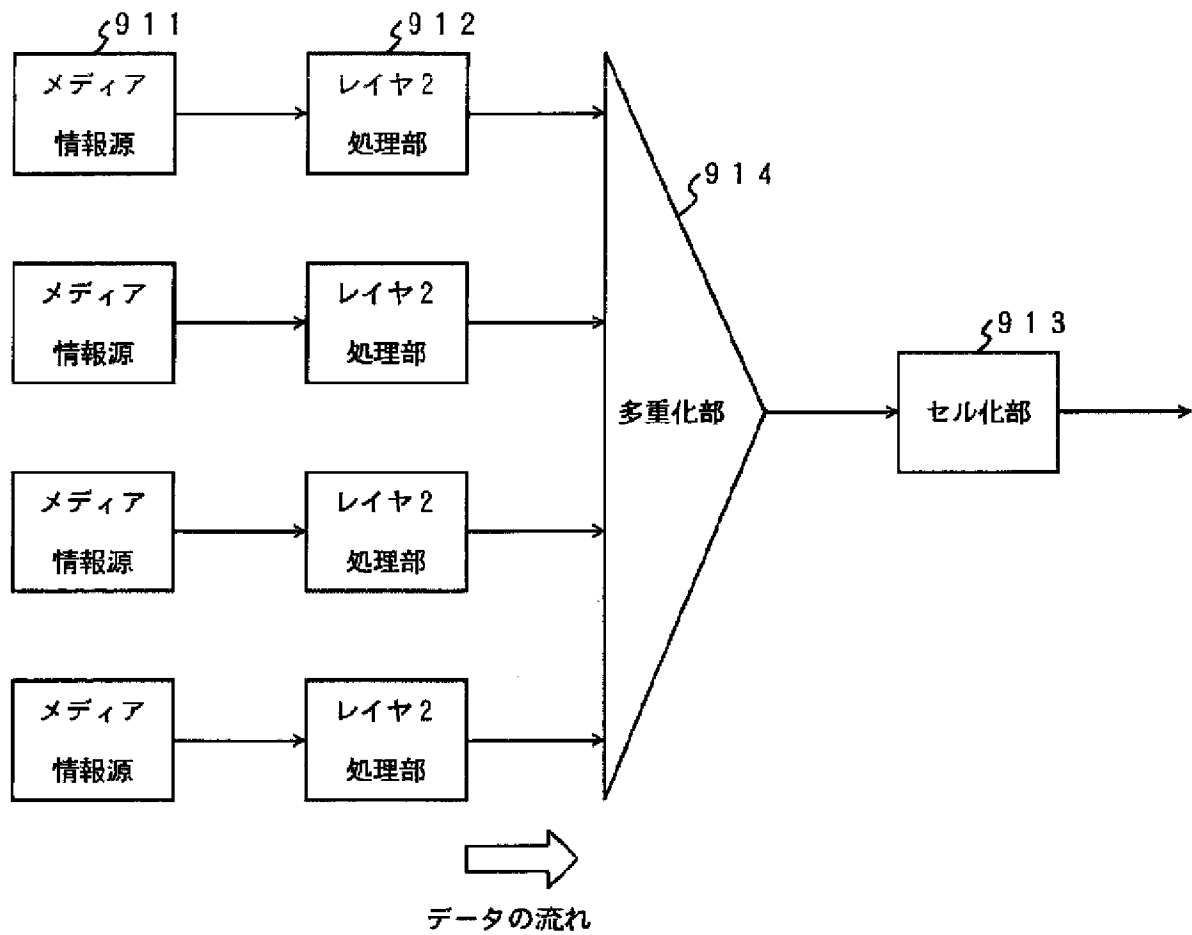 911
912
メディア
情報源
レイヤ2
処理部
914
メディア
情報源
レイヤ2
処理部
913
多重化部
セル化部
メディア
情報源
レイヤ2
処理部
メディア
情報源
レイヤ2
処理部
データの流れ